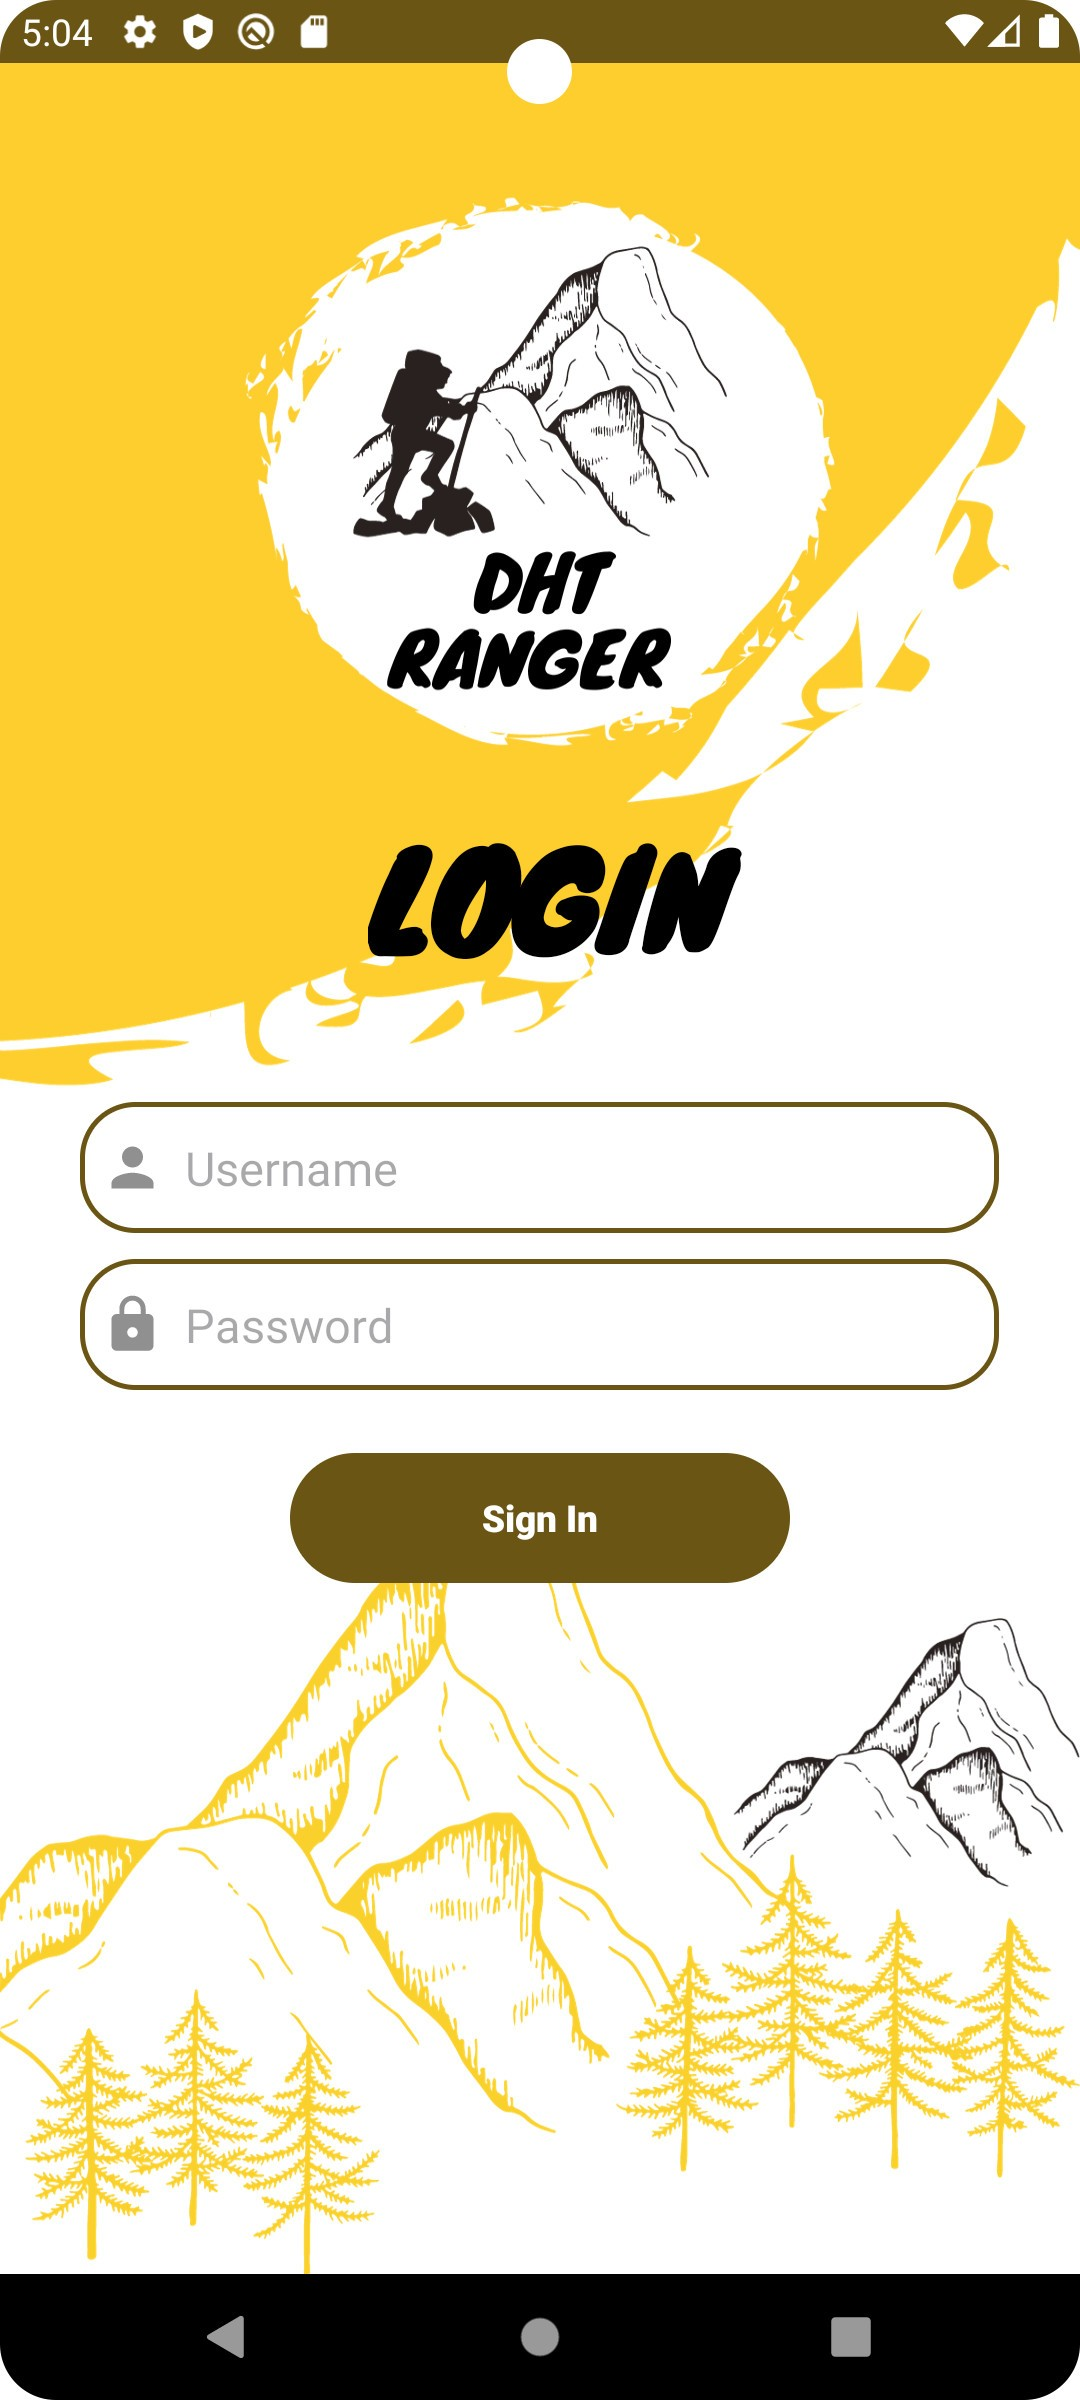 5:04
DHT
RANGER
LOGIN
Username
Password
Sign In